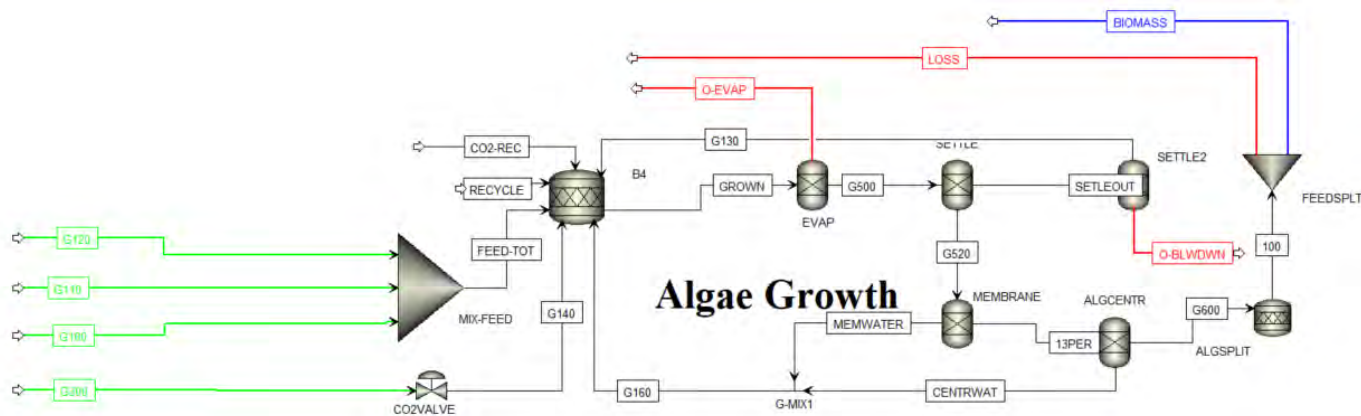 BIOMASS
LOSS
O-EVAP
G130
CO2-REC
SETTLE
SETTLE2
B4
RECYCLE
GROWN
G500
SETLEOUT
EVAP
FEEDSPLT
G120
FEED-TOT
G520
100
O-BLWDWN
G110
Algae Growth
MEMBRANE
ALGCENTR
MIX-FEED
G140
G600
MEMWATER
G100
13PER
ALGSPLIT
G300
G160
CENTRWAT
CO2VALVE
G-MIX1